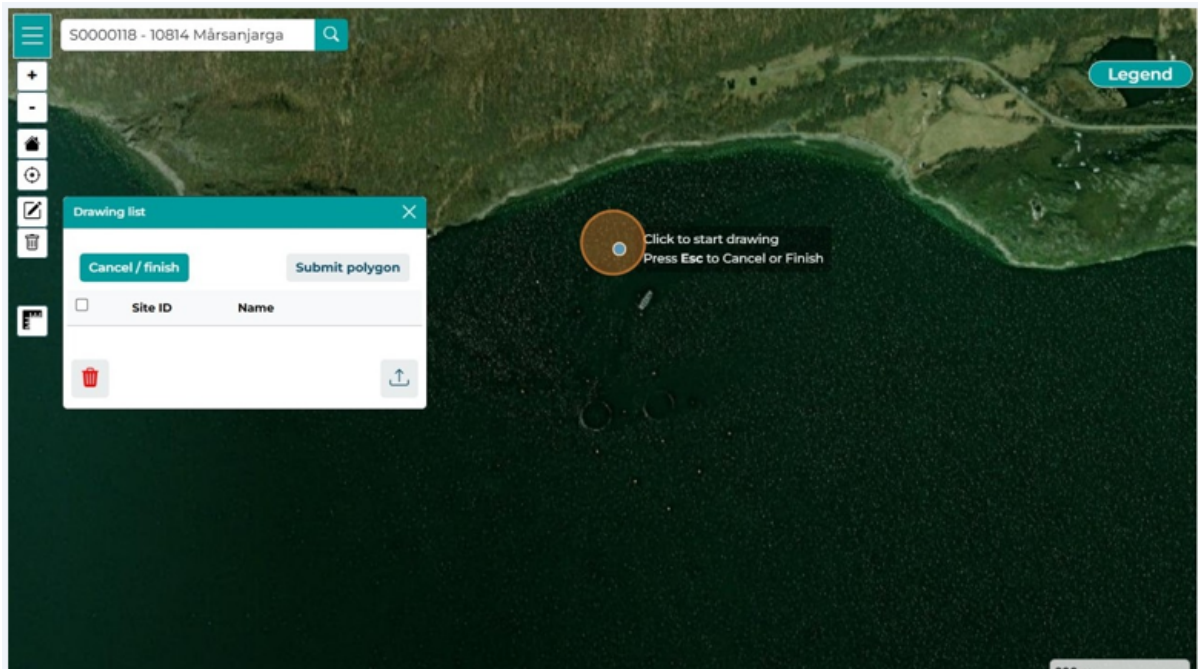 S0000118 - 10814 Mårsanjarga
+
Legend
-
Drawing list
Click to start drawing
Press Esc to Cancel or Finish
Cancel / finish
Submit polygon
Site ID
Name